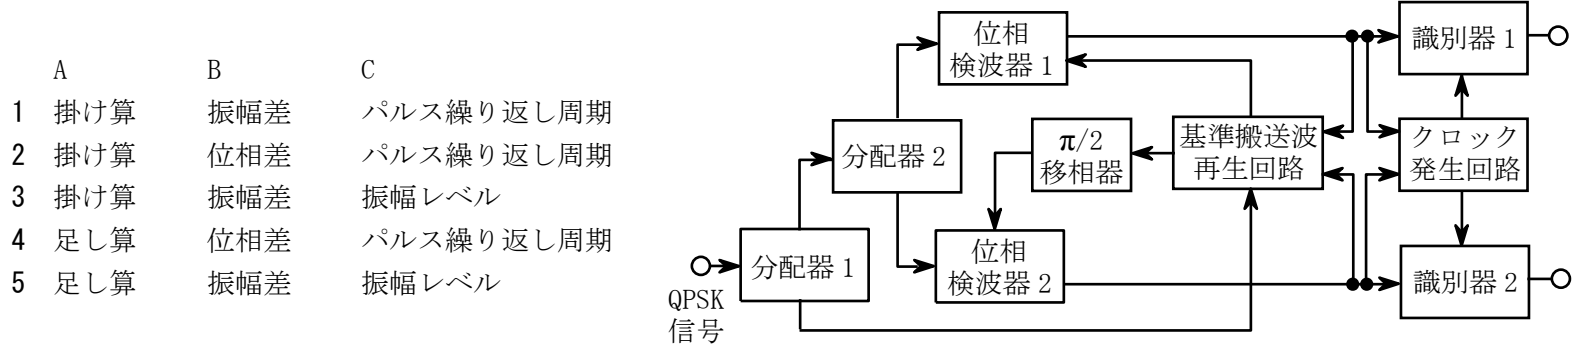 A B C
1 掛け算 振幅差 パルス繰り返し周期
2 掛け算 位相差 パルス繰り返し周期
3 掛け算 振幅差 振幅レベル
4 足し算 位相差 パルス繰り返し周期
5 足し算 振幅差 振幅レベル
位相
検波器1
識別器1
分配器2
π/2
移相器
基準搬送波
再生回路
クロック
発生回路
分配器1
位相
検波器2
識別器2
QPSK
信号